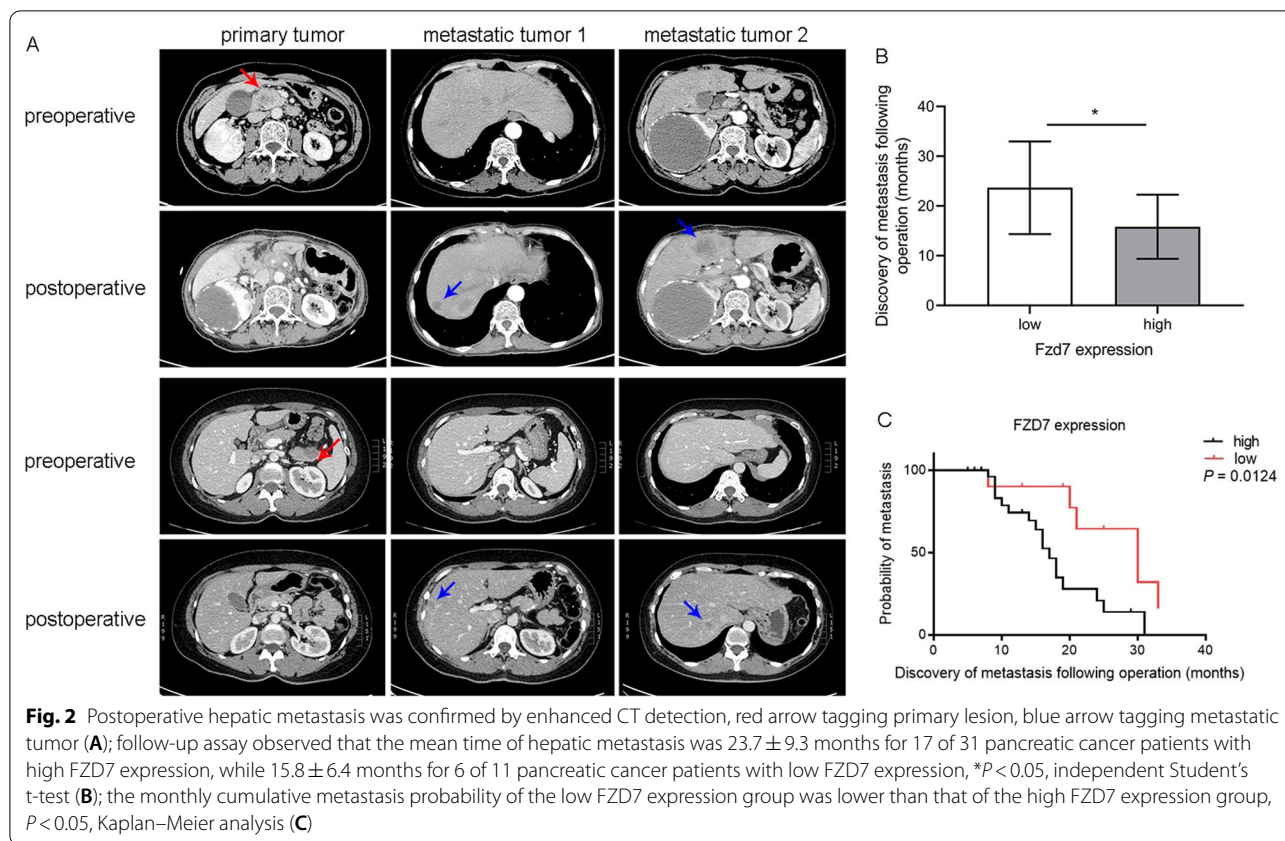 A
primary tumor
metastatic tumor 1
metastatic tumor 2
preoperative
postoperative
preoperative
postoperative
B
Discovery of metastasis following
operation (months)
40
30
20
10
0
*
low
high
Fzd7 expression
C
FZD7 expression
high
low
P = 0.0124
Probability of metastasis
100
50
0
0
10
20
30
40
Discovery of metastasis following operation (months)
Fig. 2 Postoperative hepatic metastasis was confirmed by enhanced CT detection, red arrow tagging primary lesion, blue arrow tagging metastatic
tumor (A); follow-up assay observed that the mean time of hepatic metastasis was 23.7 ± 9.3 months for 17 of 31 pancreatic cancer patients with
high FZD7 expression, while 15.8 ± 6.4 months for 6 of 11 pancreatic cancer patients with low FZD7 expression, *P < 0.05, independent Student's
t-test (B); the monthly cumulative metastasis probability of the low FZD7 expression group was lower than that of the high FZD7 expression group,
P < 0.05, Kaplan–Meier analysis (C)